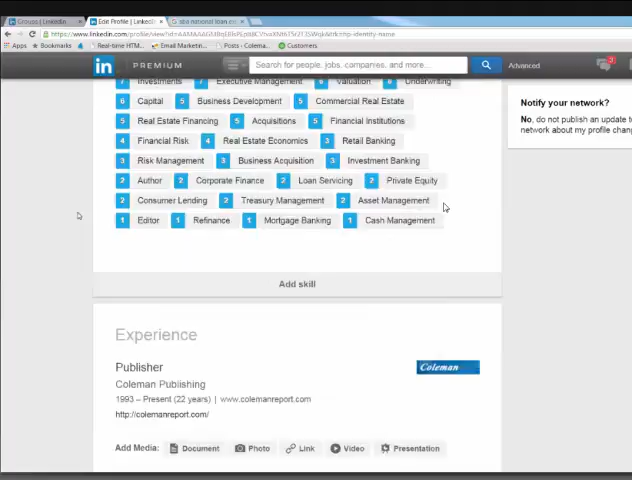 Groups | LinkedIn
Edit Profile | LinkedIn
sba national loan
Apps
Bookmarks
Real-time HTM...
Email Marketin...
Posts - Colema...
Customers
in PREMIUM
Search for people, jobs, companies, and more...
Advanced
3
Investments
Executive Management
Valuation
Underwriting
6 Capital 5 Business Development 5 Commercial Real Estate
5 Real Estate Financing 5 Acquisitions 5 Financial Institutions
4 Financial Risk 4 Real Estate Economics 3 Retail Banking
3 Risk Management 3 Business Acquisition 3 Investment Banking
2 Author 2 Corporate Finance 2 Loan Servicing 2 Private Equity
2 Consumer Lending 2 Treasury Management 2 Asset Management
1 Editor 1 Refinance 1 Mortgage Banking 1 Cash Management
Add skill
Notify your network?
No, do not publish an update to
network about my profile chan
Experience
Publisher
Coleman
Coleman Publishing
1993 – Present (22 years) | www.colemanreport.com
http://colemanreport.com/
Add Media: Document Photo Link Video Presentation